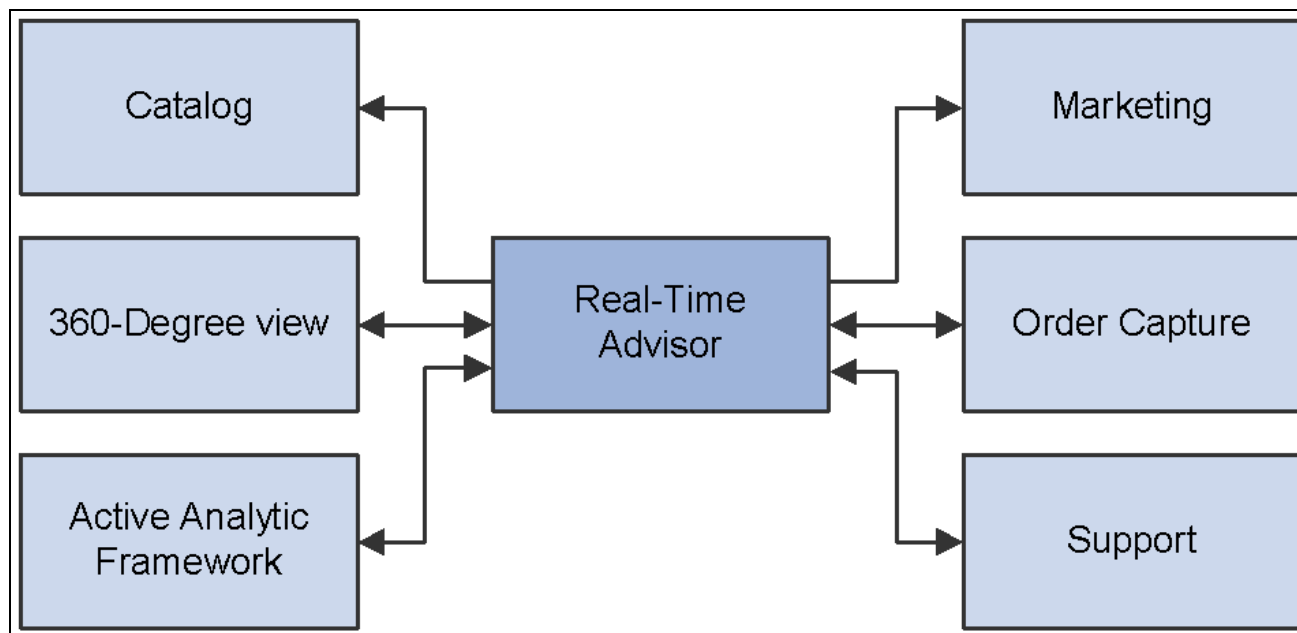 Catalog
Marketing
360-Degree view
Real-Time
Advisor
Order Capture
Active Analytic
Framework
Support